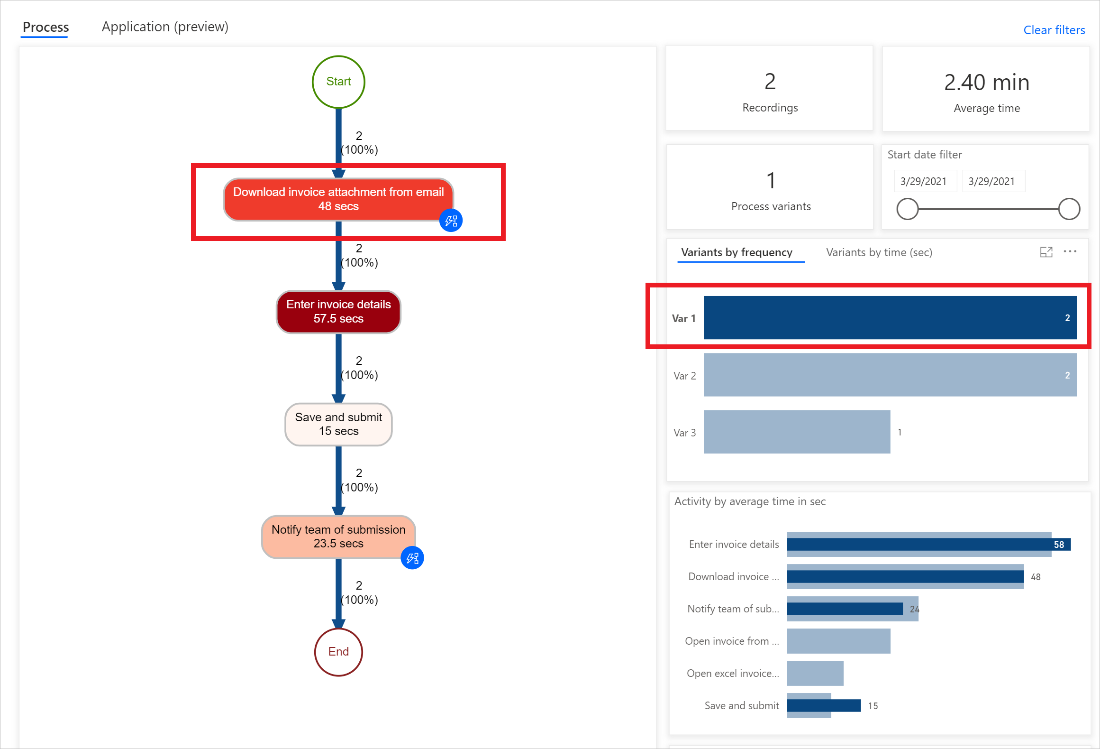 Process
Application (preview)
Clear filters
Start
2
(100%)
Download invoice attachment from email
48 secs
2
(100%)
Enter invoice details
57.5 secs
2
(100%)
Save and submit
15 secs
2
(100%)
Notify team of submission
23.5 secs
2
(100%)
End
2
Recordings
2.40 min
Average time
1
Process variants
Start date filter
3/29/2021
3/29/2021
Variants by frequency
Variants by time (sec)
Var 1
2
Var 2
2
Var 3
1
Activity by average time in sec
Enter invoice details
58
Download invoice ...
48
Notify team of sub...
24
Open invoice from ...
Open excel invoice...
Save and submit
15